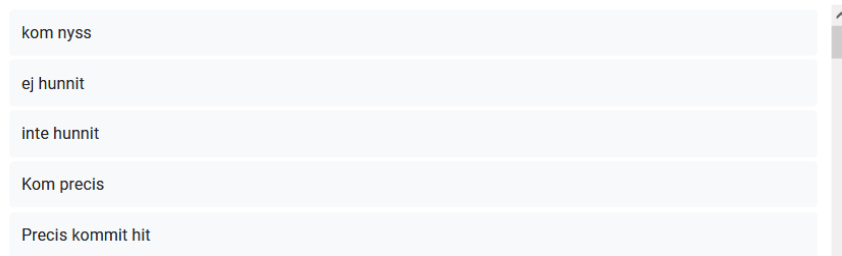 kom nyss
ej hunnit
inte hunnit
Kom precis
Precis kommit hit